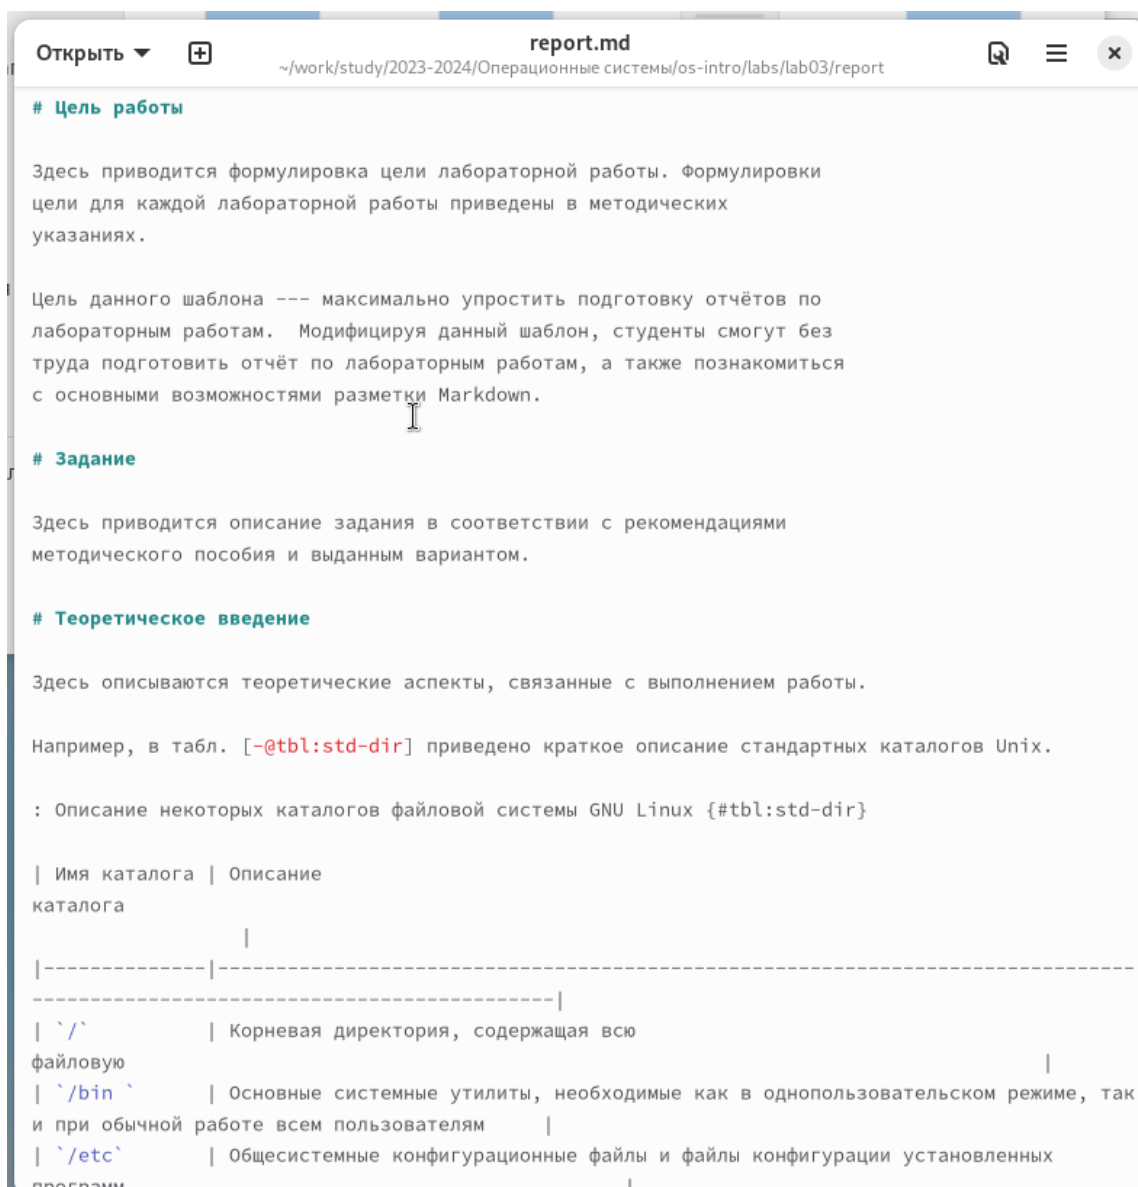 Открыть
report.md
~/work/study/2023-2024/Операционные системы/os-intro/labs/lab03/report
# Цель работы
Здесь приводится формулировка цели лабораторной работы. Формулировки
цели для каждой лабораторной работы приведены в методических
указаниях.
Цель данного шаблона --- максимально упростить подготовку отчётов по
лабораторным работам.  Модифицируя данный шаблон, студенты смогут без
труда подготовить отчёт по лабораторным работам, а также познакомиться
с основными возможностями разметки Markdown.
# Задание
Здесь приводится описание задания в соответствии с рекомендациями
методического пособия и выданным вариантом.
# Теоретическое введение
Здесь описываются теоретические аспекты, связанные с выполнением работы.
Например, в табл. [-@tbl:std-dir] приведено краткое описание стандартных каталогов Unix.
: Описание некоторых каталогов файловой системы GNU Linux {#tbl:std-dir}
| Имя каталога | Описание
каталога
|
|--------------|-------------------------------------------------------------------------------
---------------------------------------------|
| `/`          | Корневая директория, содержащая всю
файловую |
| `/bin `      | Основные системные утилиты, необходимые как в однопользовательском режиме, так
и при обычной работе всем пользователям |
| `/etc`       | Общесистемные конфигурационные файлы и файлы конфигурации установленных
программ |